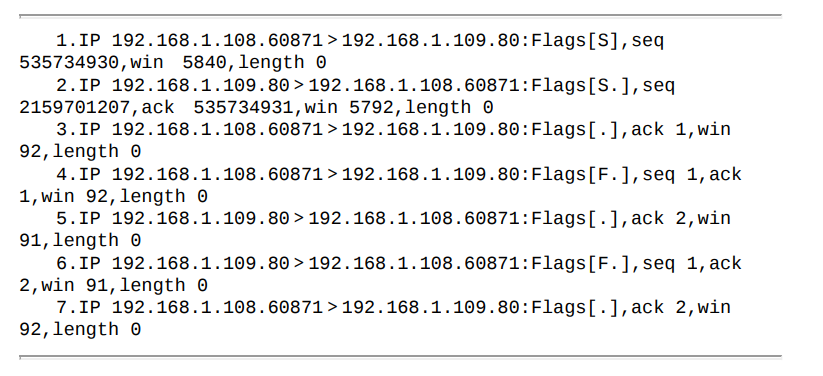 1.IP 192.168.1.108.60871>192.168.1.109.80:Flags[S],seq
535734930,win 5840,length 0
2.IP 192.168.1.109.80>192.168.1.108.60871:Flags[S.],seq
2159701207,ack 535734931,win 5792,length 0
3.IP 192.168.1.108.60871>192.168.1.109.80:Flags[.],ack 1,win
92,length 0
4.IP 192.168.1.108.60871>192.168.1.109.80:Flags[F.],seq 1,ack
1,win 92,length 0
5.IP 192.168.1.109.80>192.168.1.108.60871:Flags[.],ack 2,win
91,length 0
6.IP 192.168.1.109.80>192.168.1.108.60871:Flags[F.],seq 1,ack
2,win 91,length 0
7.IP 192.168.1.108.60871>192.168.1.109.80:Flags[.],ack 2,win
92,length 0